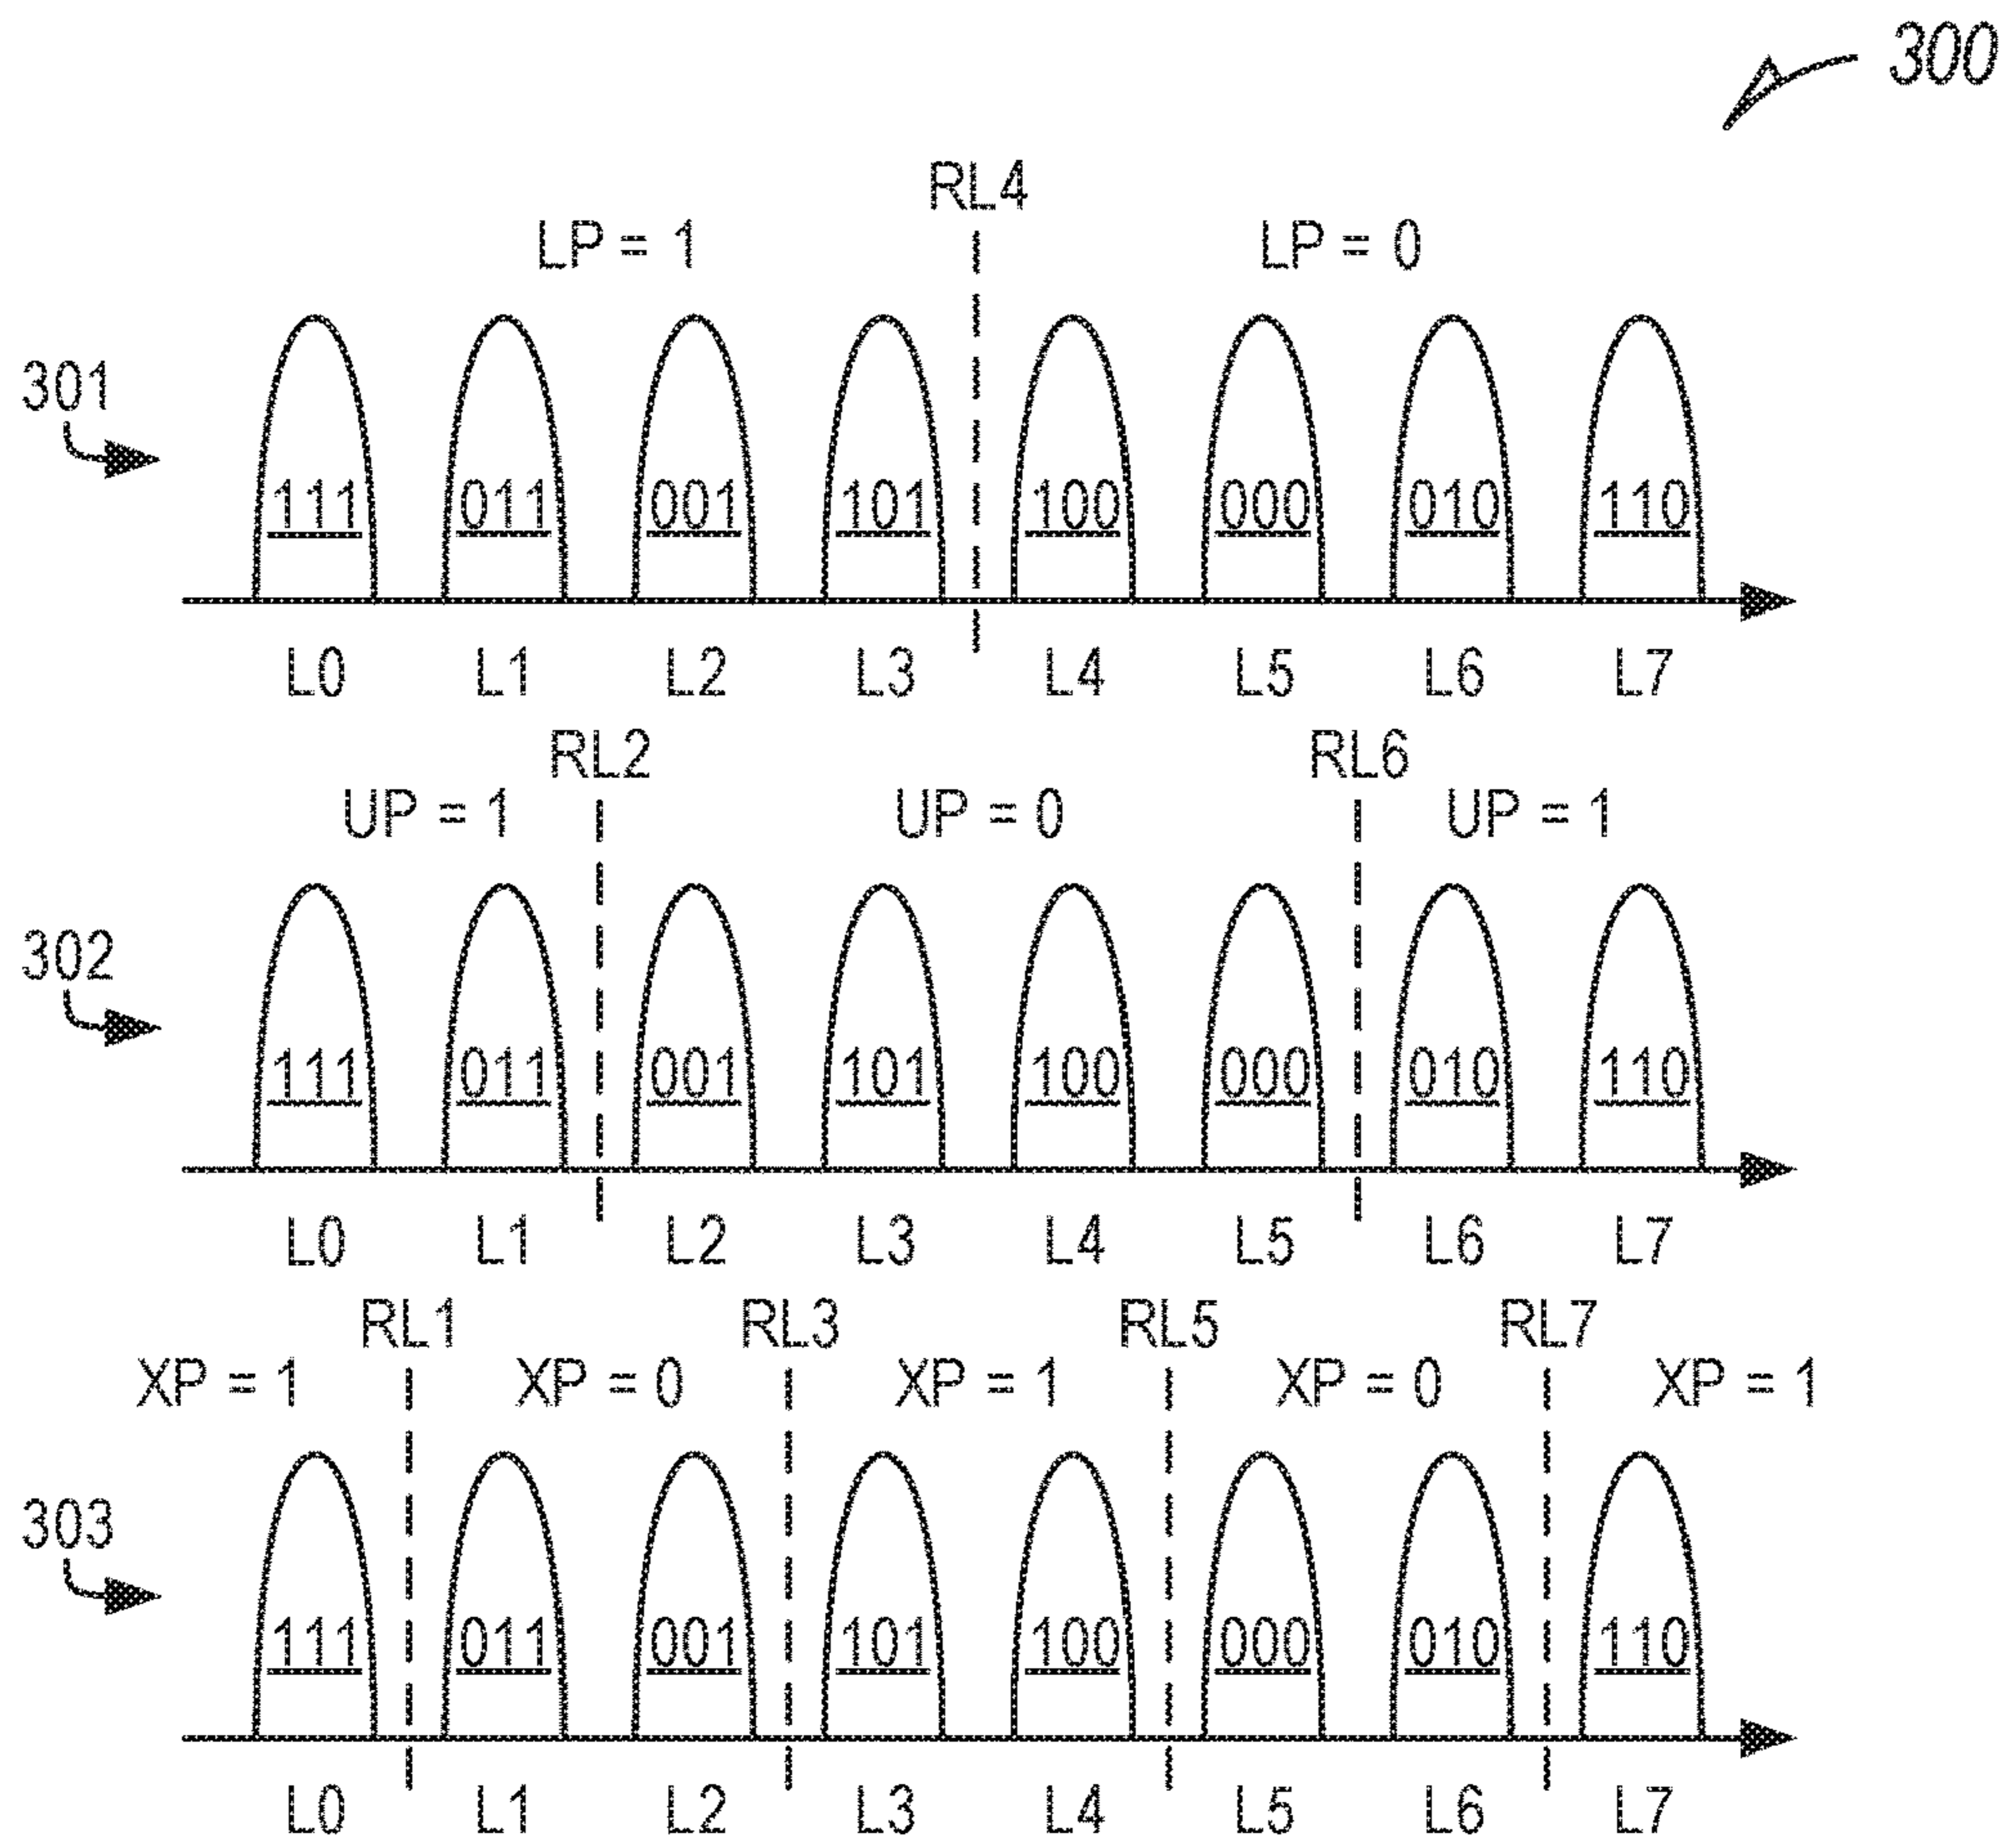 300
RL4
LP = 1 LP = 0
301
111 011 001 101 100 000 010 110
L0 L1 L2 L3 L4 L5 L6 L7
RL2 RL6
UP = 1 UP = 0 UP = 1
302
111 011 001 101 100 000 010 110
L0 L1 L2 L3 L4 L5 L6 L7
RL1 RL3 RL5 RL7
XP = 1 XP = 0 XP = 1 XP = 0 XP = 1
303
111 011 001 101 100 000 010 110
L0 L1 L2 L3 L4 L5 L6 L7